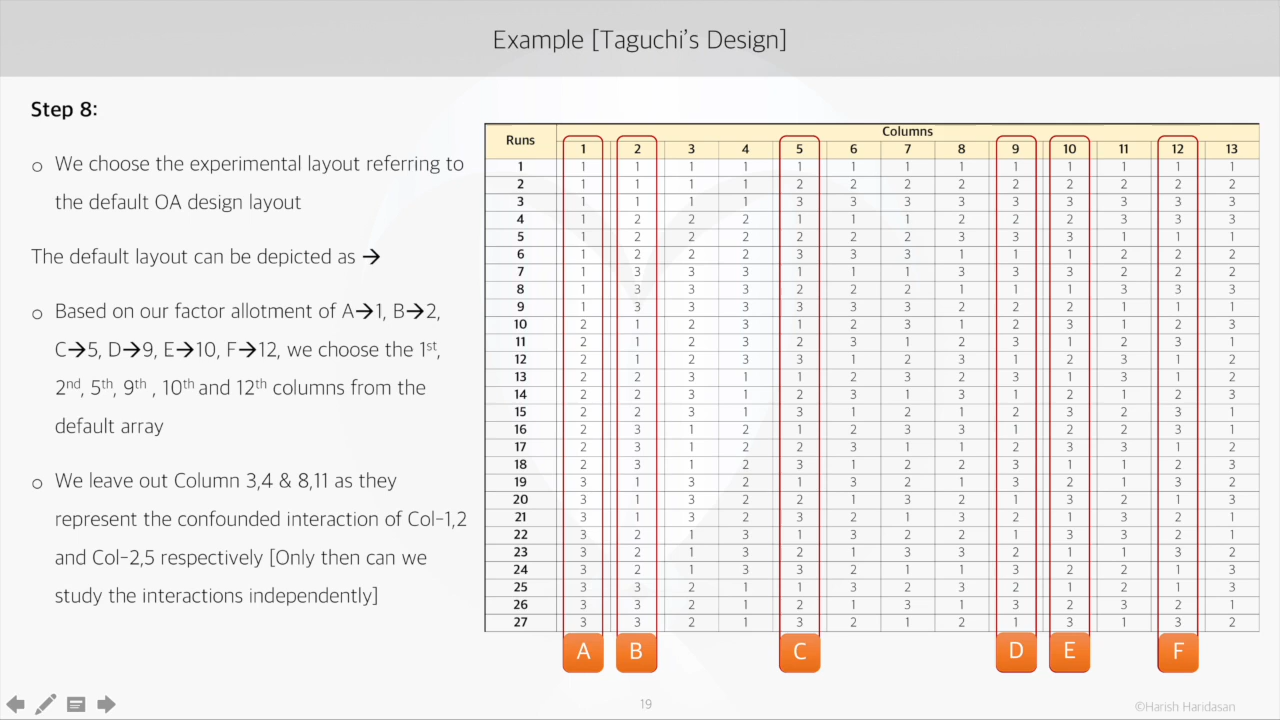 Example [Taguchi's Design]
Step 8:
o We choose the experimental layout referring to
the default OA design layout
The default layout can be depicted as →
o Based on our factor allotment of A→1, B→2,
C→5, D→9, E→10, F→12, we choose the 1st,
2nd, 5th, 9th , 10th and 12th columns from the
default array
o We leave out Column 3,4 & 8,11 as they
represent the confounded interaction of Col-1,2
and Col-2,5 respectively [Only then can we
study the interactions independently]
Runs Columns
1 2 3 4 5 6 7 8 9 10 11 12 13
1 1 1 1 1 1 1 1 1 1 1 1 1 1
2 1 1 1 1 2 2 2 2 2 2 2 2 2
3 1 1 1 1 3 3 3 3 3 3 3 3 3
4 1 2 2 2 1 1 1 2 2 2 3 3 3
5 1 2 2 2 2 2 2 3 3 3 1 1 1
6 1 2 2 2 3 3 3 1 1 1 2 2 2
7 1 3 3 3 1 1 1 3 3 3 2 2 2
8 1 3 3 3 2 2 2 1 1 1 3 3 3
9 1 3 3 3 3 3 3 2 2 2 1 1 1
10 2 1 2 3 1 2 3 1 2 3 1 2 3
11 2 1 2 3 2 3 1 2 3 1 2 3 1
12 2 1 2 3 3 1 2 3 1 2 3 1 2
13 2 2 3 1 1 2 3 2 3 1 3 1 2
14 2 2 3 1 2 3 1 3 1 2 1 2 3
15 2 2 3 1 3 1 2 1 2 3 2 3 1
16 2 3 1 2 1 2 3 3 1 2 2 3 1
17 2 3 1 2 2 3 1 1 2 3 3 1 2
18 2 3 1 2 3 1 2 2 3 1 1 2 3
19 3 1 3 2 1 3 2 1 3 2 1 3 2
20 3 1 3 2 2 1 3 2 1 3 2 1 3
21 3 1 3 2 3 2 1 3 2 1 3 2 1
22 3 2 1 3 1 3 2 2 1 3 3 2 1
23 3 2 1 3 2 1 3 3 2 1 1 3 2
24 3 2 1 3 3 2 1 1 3 2 2 1 3
25 3 3 2 1 1 3 2 3 2 1 2 1 3
26 3 3 2 1 2 1 3 1 3 2 3 2 1
27 3 3 2 1 3 2 1 2 1 3 1 3 2
A B C D E F
19
©Harish Haridasan